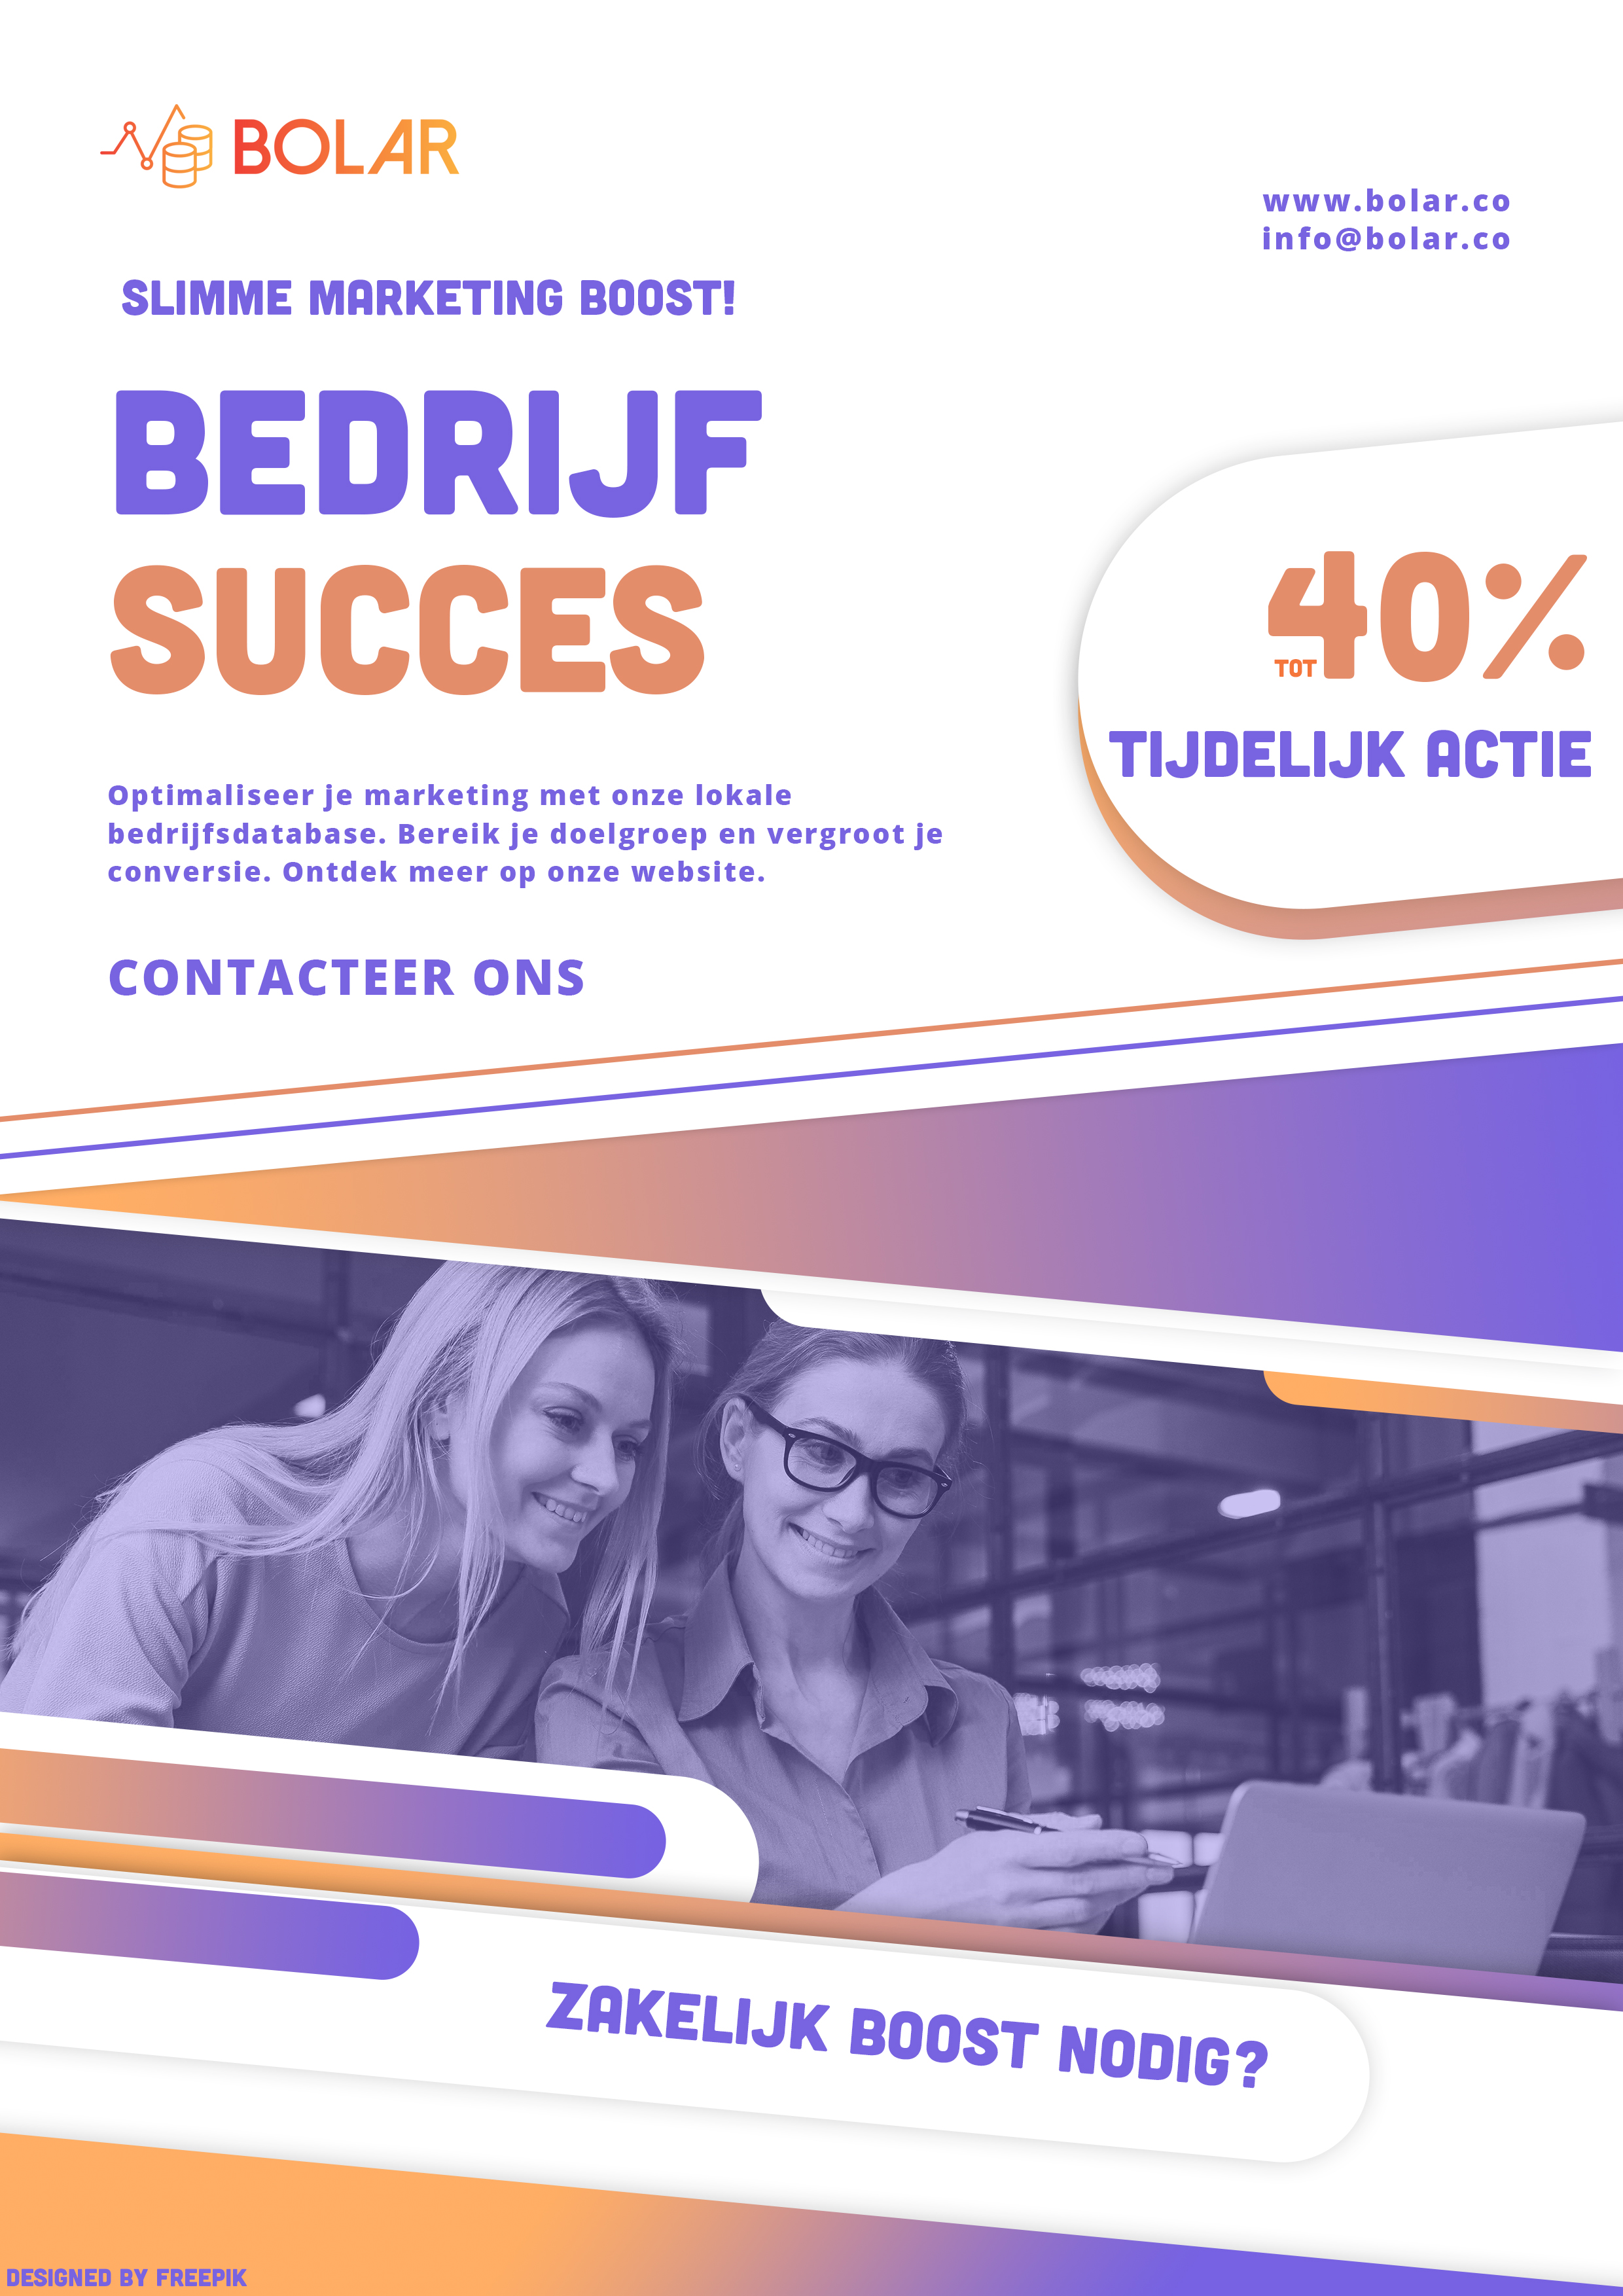 BOLAR
www.bolar.co
info@bolar.co
SLIMME MARKETING BOOST!
BEDRIJF
SUCCES
TOT 40%
TIJDELIJK ACTIE
Optimaliseer je marketing met onze lokale
bedrijfsdatabase. Bereik je doelgroep en vergroot je
conversie. Ontdek meer op onze website.
CONTACTEER ONS
ZAKELIJK BOOST NODIG?
DESIGNED BY FREEPIK